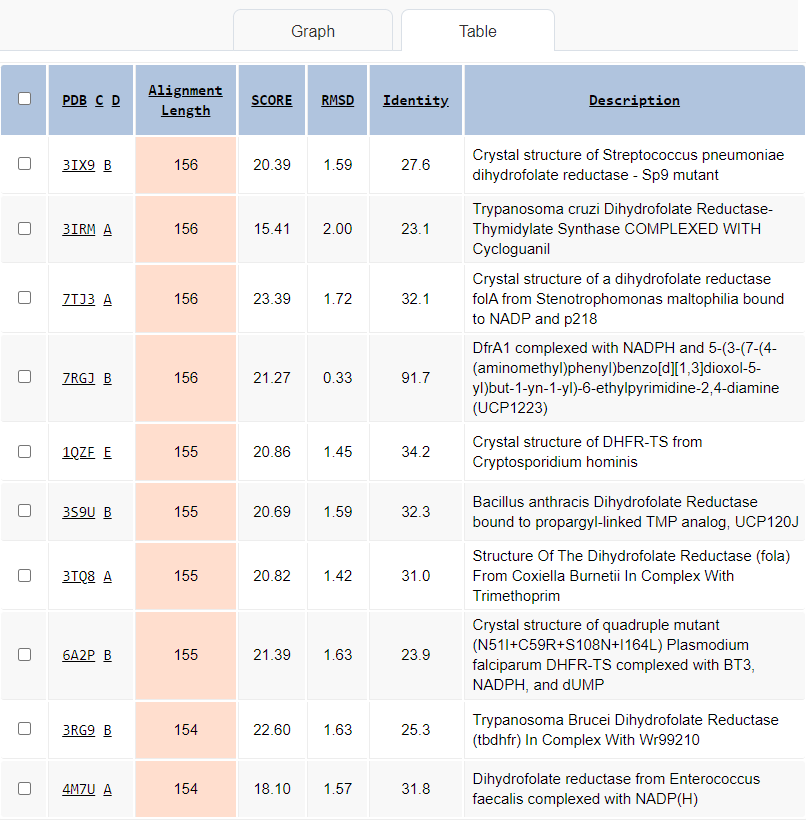 Graph Table
PDB C D Alignment Length SCORE RMSD Identity Description
3IX9 B 156 20.39 1.59 27.6 Crystal structure of Streptococcus pneumoniae
dihydrofolate reductase - Sp9 mutant
3IRM A 156 15.41 2.00 23.1 Trypanosoma cruzi Dihydrofolate Reductase-
Thymidylate Synthase COMPLEXED WITH
Cycloguanil
7TJ3 A 156 23.39 1.72 32.1 Crystal structure of a dihydrofolate reductase
folA from Stenotrophomonas maltophilia bound
to NADP and p218
7RGJ B 156 21.27 0.33 91.7 DfrA1 complexed with NADPH and 5-(3-(7-(4-
(aminomethyl)phenyl)benzo[d][1,3]dioxol-5-
yl)but-1-yn-1-yl)-6-ethylpyrimidine-2,4-diamine
(UCP1223)
1QZF E 155 20.86 1.45 34.2 Crystal structure of DHFR-TS from
Cryptosporidium hominis
3S9U B 155 20.69 1.59 32.3 Bacillus anthracis Dihydrofolate Reductase
bound to propargyl-linked TMP analog, UCP120J
3TQ8 A 155 20.82 1.42 31.0 Structure Of The Dihydrofolate Reductase (fola)
From Coxiella Burnetii In Complex With
Trimethoprim
6A2P B 155 21.39 1.63 23.9 Crystal structure of quadruple mutant
(N51I+C59R+S108N+I164L) Plasmodium
falciparum DHFR-TS complexed with BT3,
NADPH, and dUMP
3RG9 B 154 22.60 1.63 25.3 Trypanosoma Brucei Dihydrofolate Reductase
(tbdhfr) In Complex With Wr99210
4M7U A 154 18.10 1.57 31.8 Dihydrofolate reductase from Enterococcus
faecalis complexed with NADP(H)